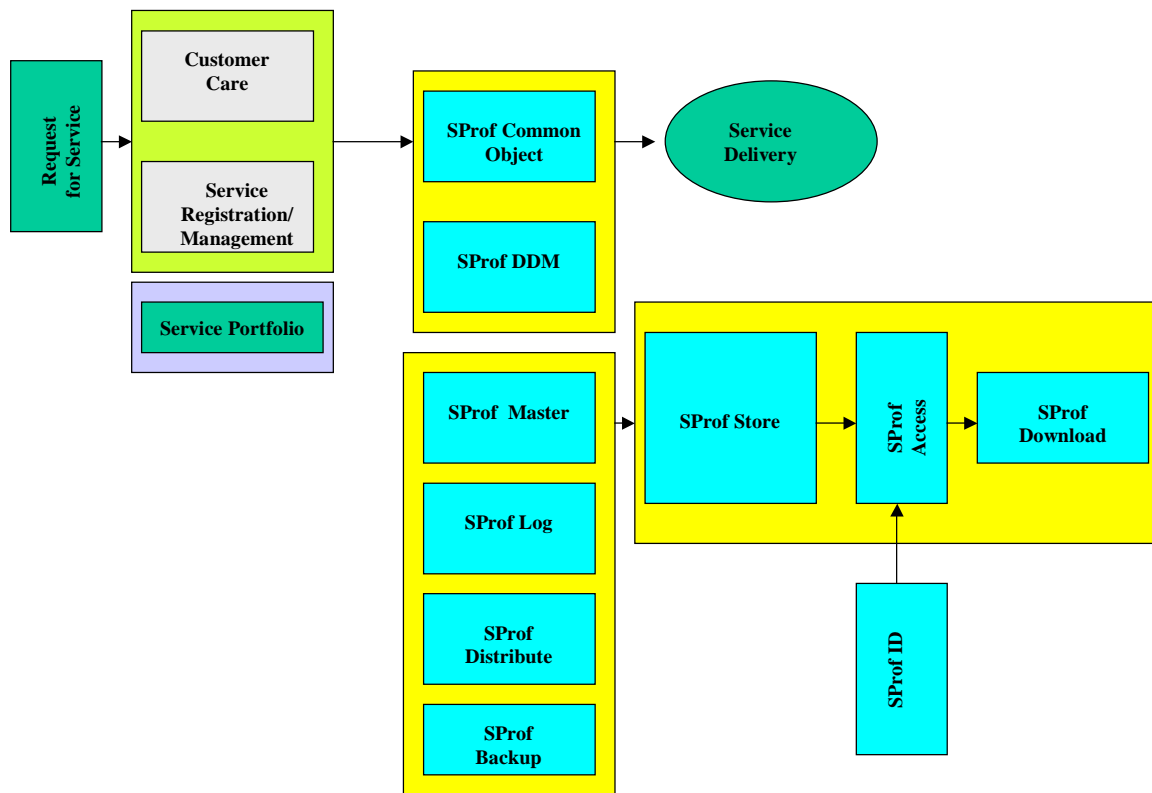 Request
for Service
Customer
Care
Service
Registration/
Management
Service Portfolio
SProf Common
Object
SProf DDM
Service
Delivery
SProf Master
SProf Log
SProf
Distribute
SProf
Backup
SProf Store
SProf
Access
SProf
Download
SProf ID